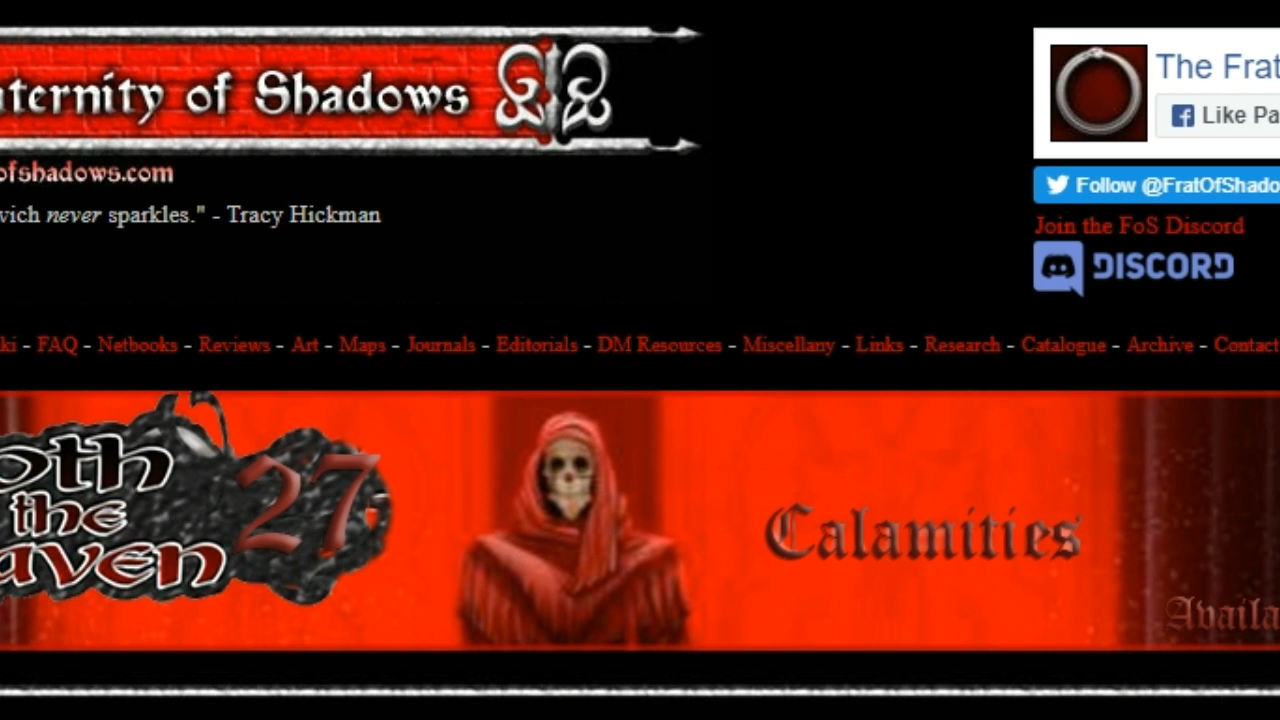 aternity of Shadows
ofshadows.com
vich never sparkles." - Tracy Hickman
The Frat
Like Pa
Follow @FratOfShado
Join the FoS Discord
DISCORD
ki - FAQ - Netbooks - Reviews - Art - Maps - Journals - Editorials - DM Resources - Miscellany - Links - Research - Catalogue - Archive - Contact
oth
the
aven
27
Calamities
Availa